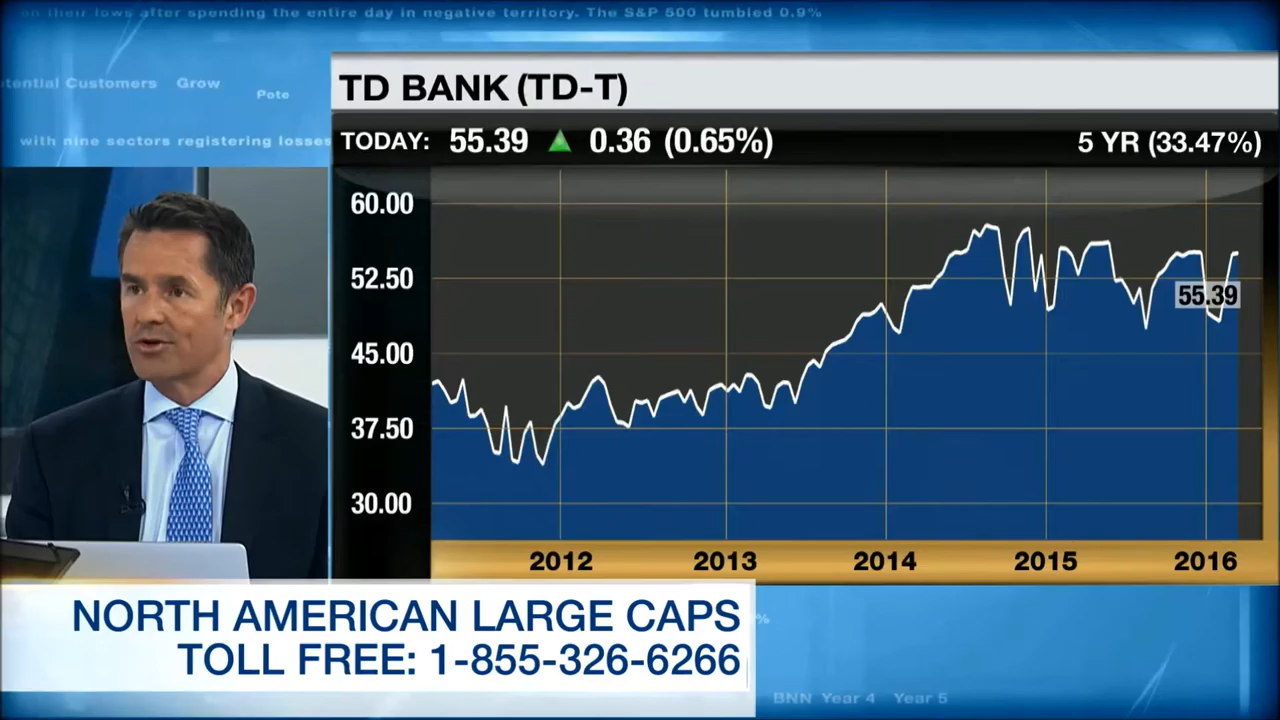 on their lows after spending the entire day in negative territory. The S&P 500 tumbled 0.9%
tential Customers Grow
Pote
with nine sectors registering losses
TD BANK (TD-T)
TODAY: 55.39 ▲ 0.36 (0.65%) 5 YR (33.47%)
60.00
52.50
55.39
45.00
37.50
30.00
2012 2013 2014 2015 2016
NORTH AMERICAN LARGE CAPS
TOLL FREE: 1-855-326-6266
%
BNN Year 4 Year 5